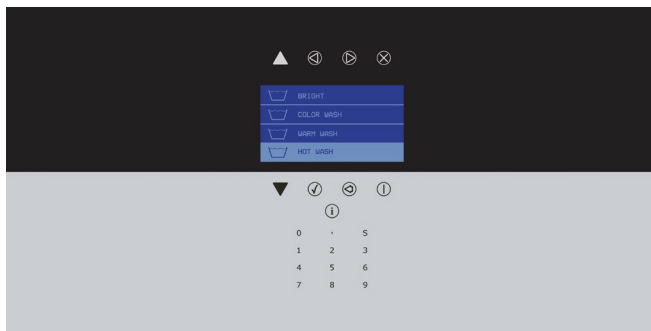 BRIGHT
COLOR WASH
WARM WASH
HOT WASH
i
0 . S
1 2 3
4 5 6
7 8 9